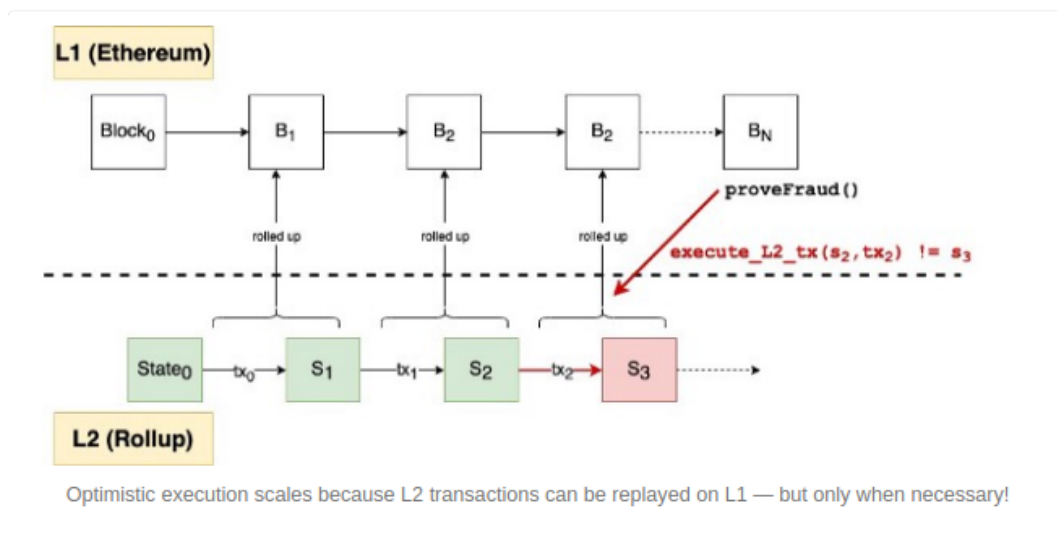 L1 (Ethereum)
Block₀
B₁
B₂
B₂
B_N
proveFraud()
rolled up
rolled up
rolled up
execute_L2_tx(s₂,tx₂) != s₃
State₀
tx₀
S₁
tx₁
S₂
tx₂
S₃
L2 (Rollup)
Optimistic execution scales because L2 transactions can be replayed on L1 — but only when necessary!